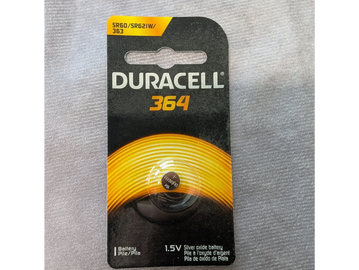 SR60/SR621W/
363
DURACELL
364
1 Battery
Pile/Pila
1.5V
Silver oxide battery
Pile à l'oxyde d'argent
Pila de óxido de Plata